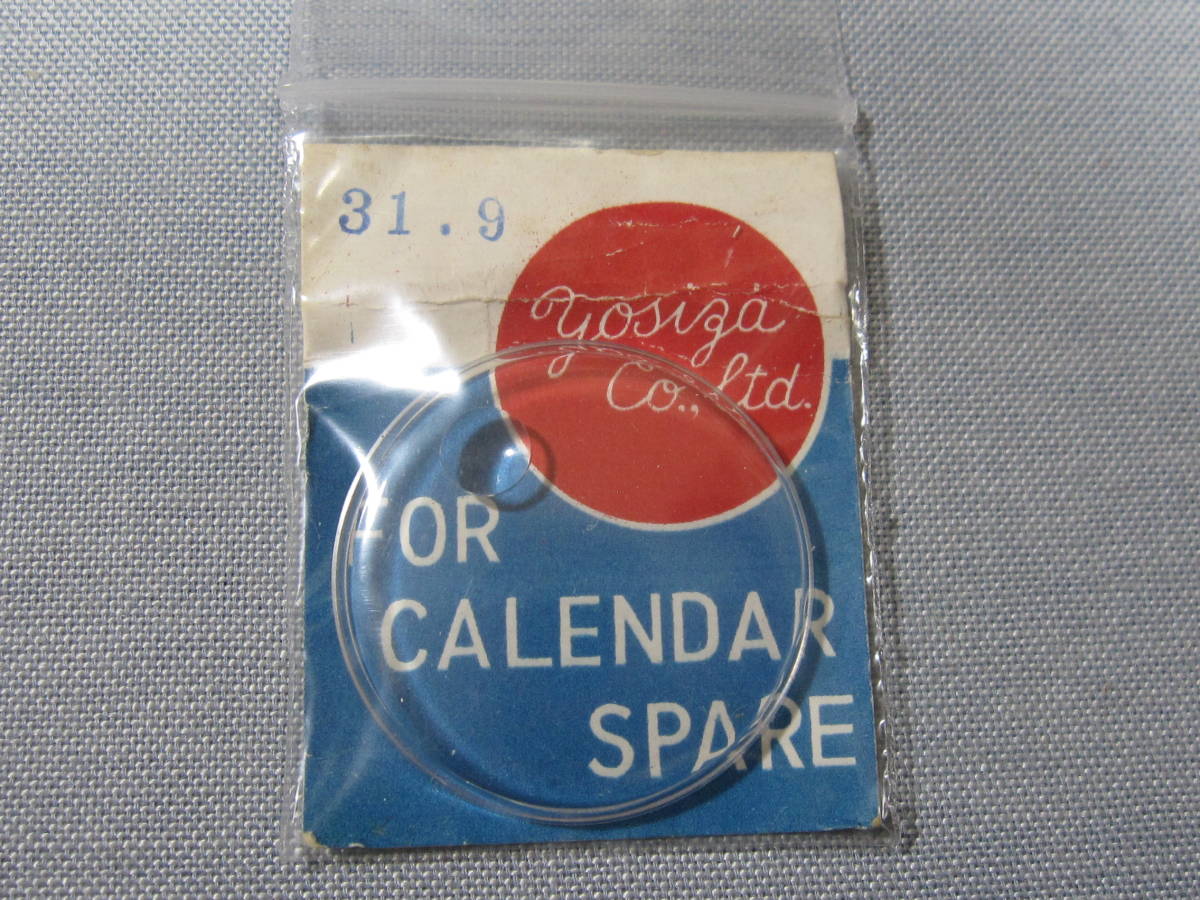 31.9
yosiza
Co., Ltd.
FOR
CALENDAR
SPARE